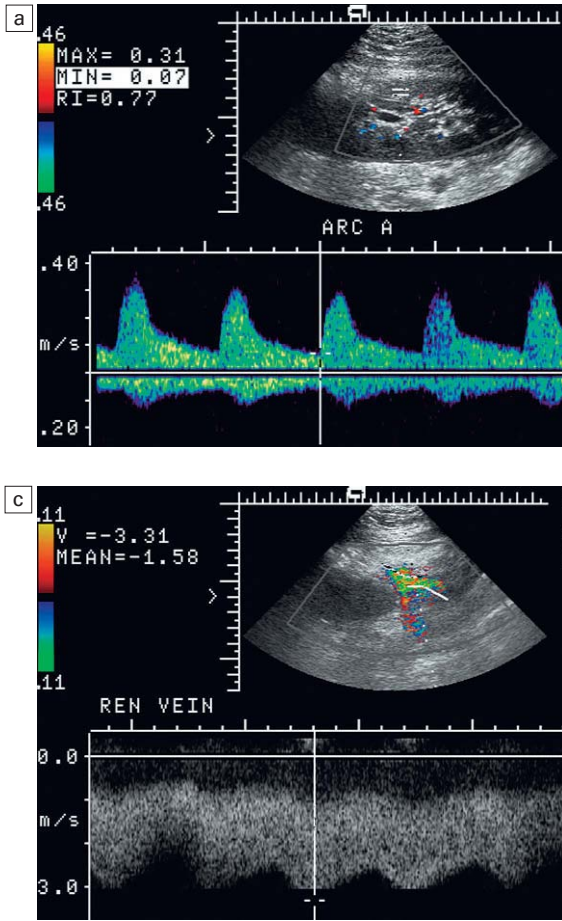 a
.46
MAX= 0.31
MIN= 0.07
RI=0.77
.46
ARC A
.40
m/s
.20
c
.11
V =-3.31
MEAN=-1.58
.11
REN VEIN
0.0
m/s
3.0